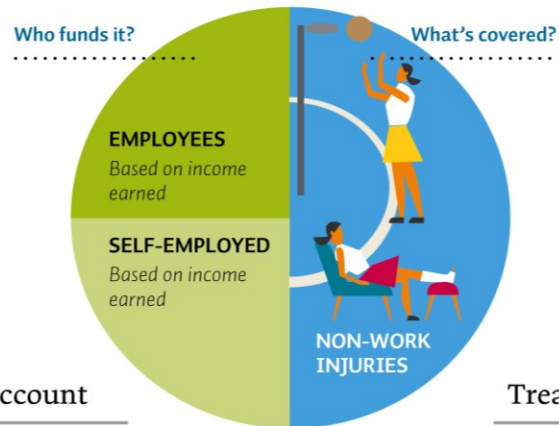 Who funds it?
What's covered?
EMPLOYEES
Based on income
earned
SELF-EMPLOYED
Based on income
earned
NON-WORK
INJURIES